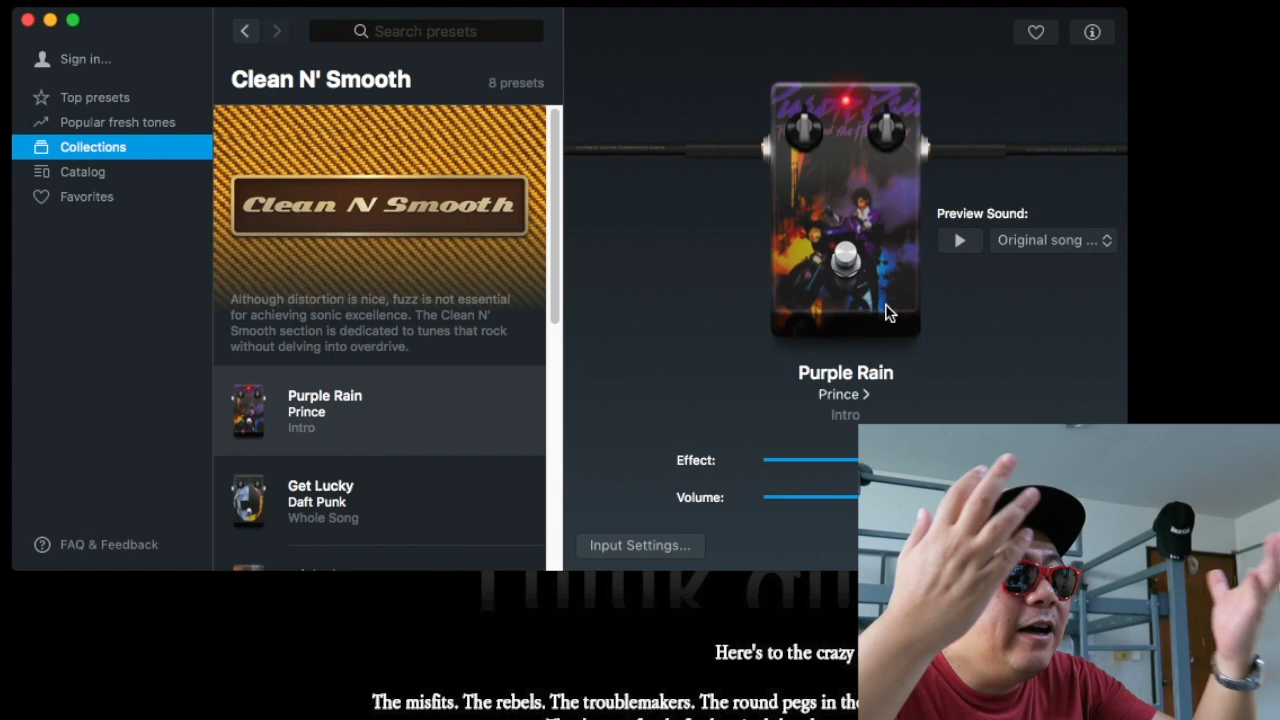 Sign in...
Top presets
Popular fresh tones
Collections
Catalog
Favorites
FAQ & Feedback
Search presets
Clean N' Smooth
8 presets
Clean N Smooth
Although distortion is nice, fuzz is not essential
for achieving sonic excellence. The Clean N'
Smooth section is dedicated to tunes that rock
without delving into overdrive.
Purple Rain
Prince
Intro
Get Lucky
Daft Punk
Whole Song
Purple Rain
Preview Sound:
Original song ...
Purple Rain
Prince
Intro
Effect:
Volume:
Input Settings...
Here's to the crazy
The misfits. The rebels. The troublemakers. The round pegs in the